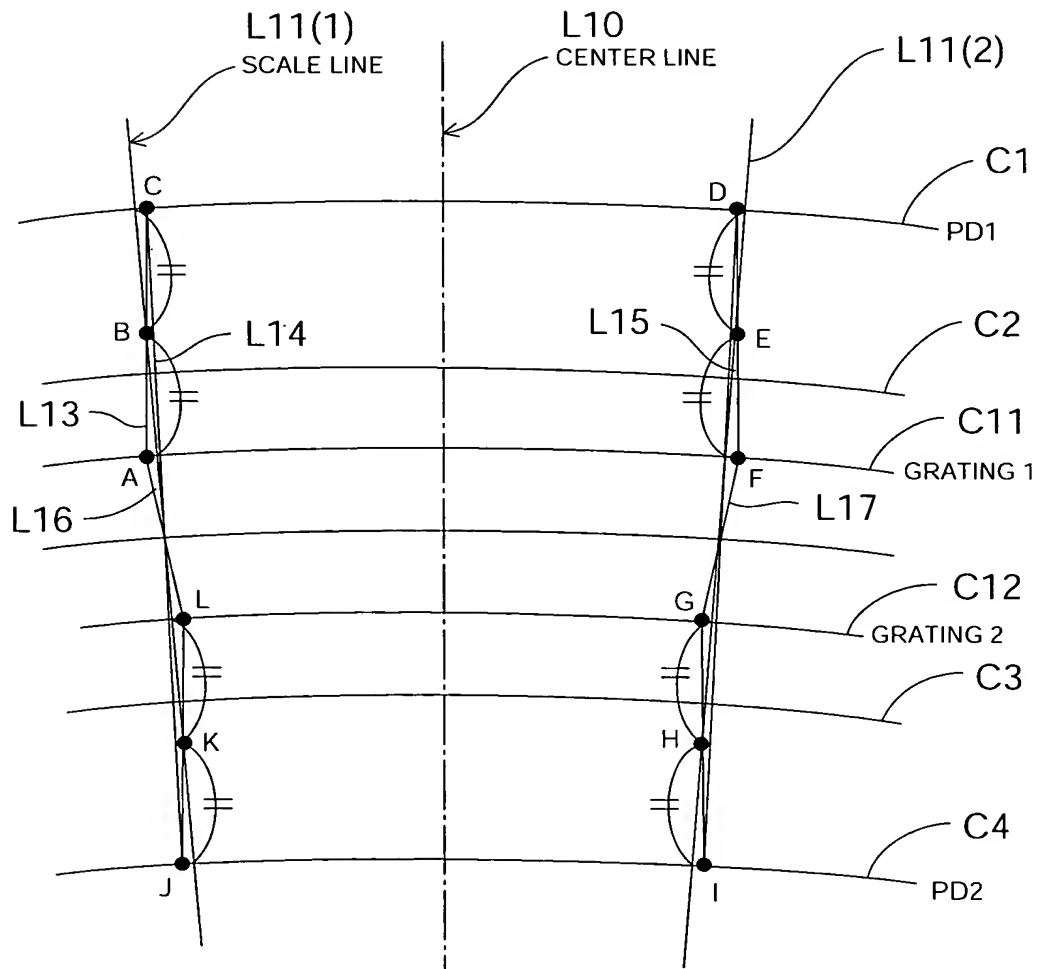 L11(1)
SCALE LINE
L10
CENTER LINE
L11(2)
C1
PD1
C
D
B
L14
L15
E
C2
L13
C11
GRATING 1
A
F
L16
L17
L
G
C12
GRATING 2
C3
K
H
C4
PD2
J
I